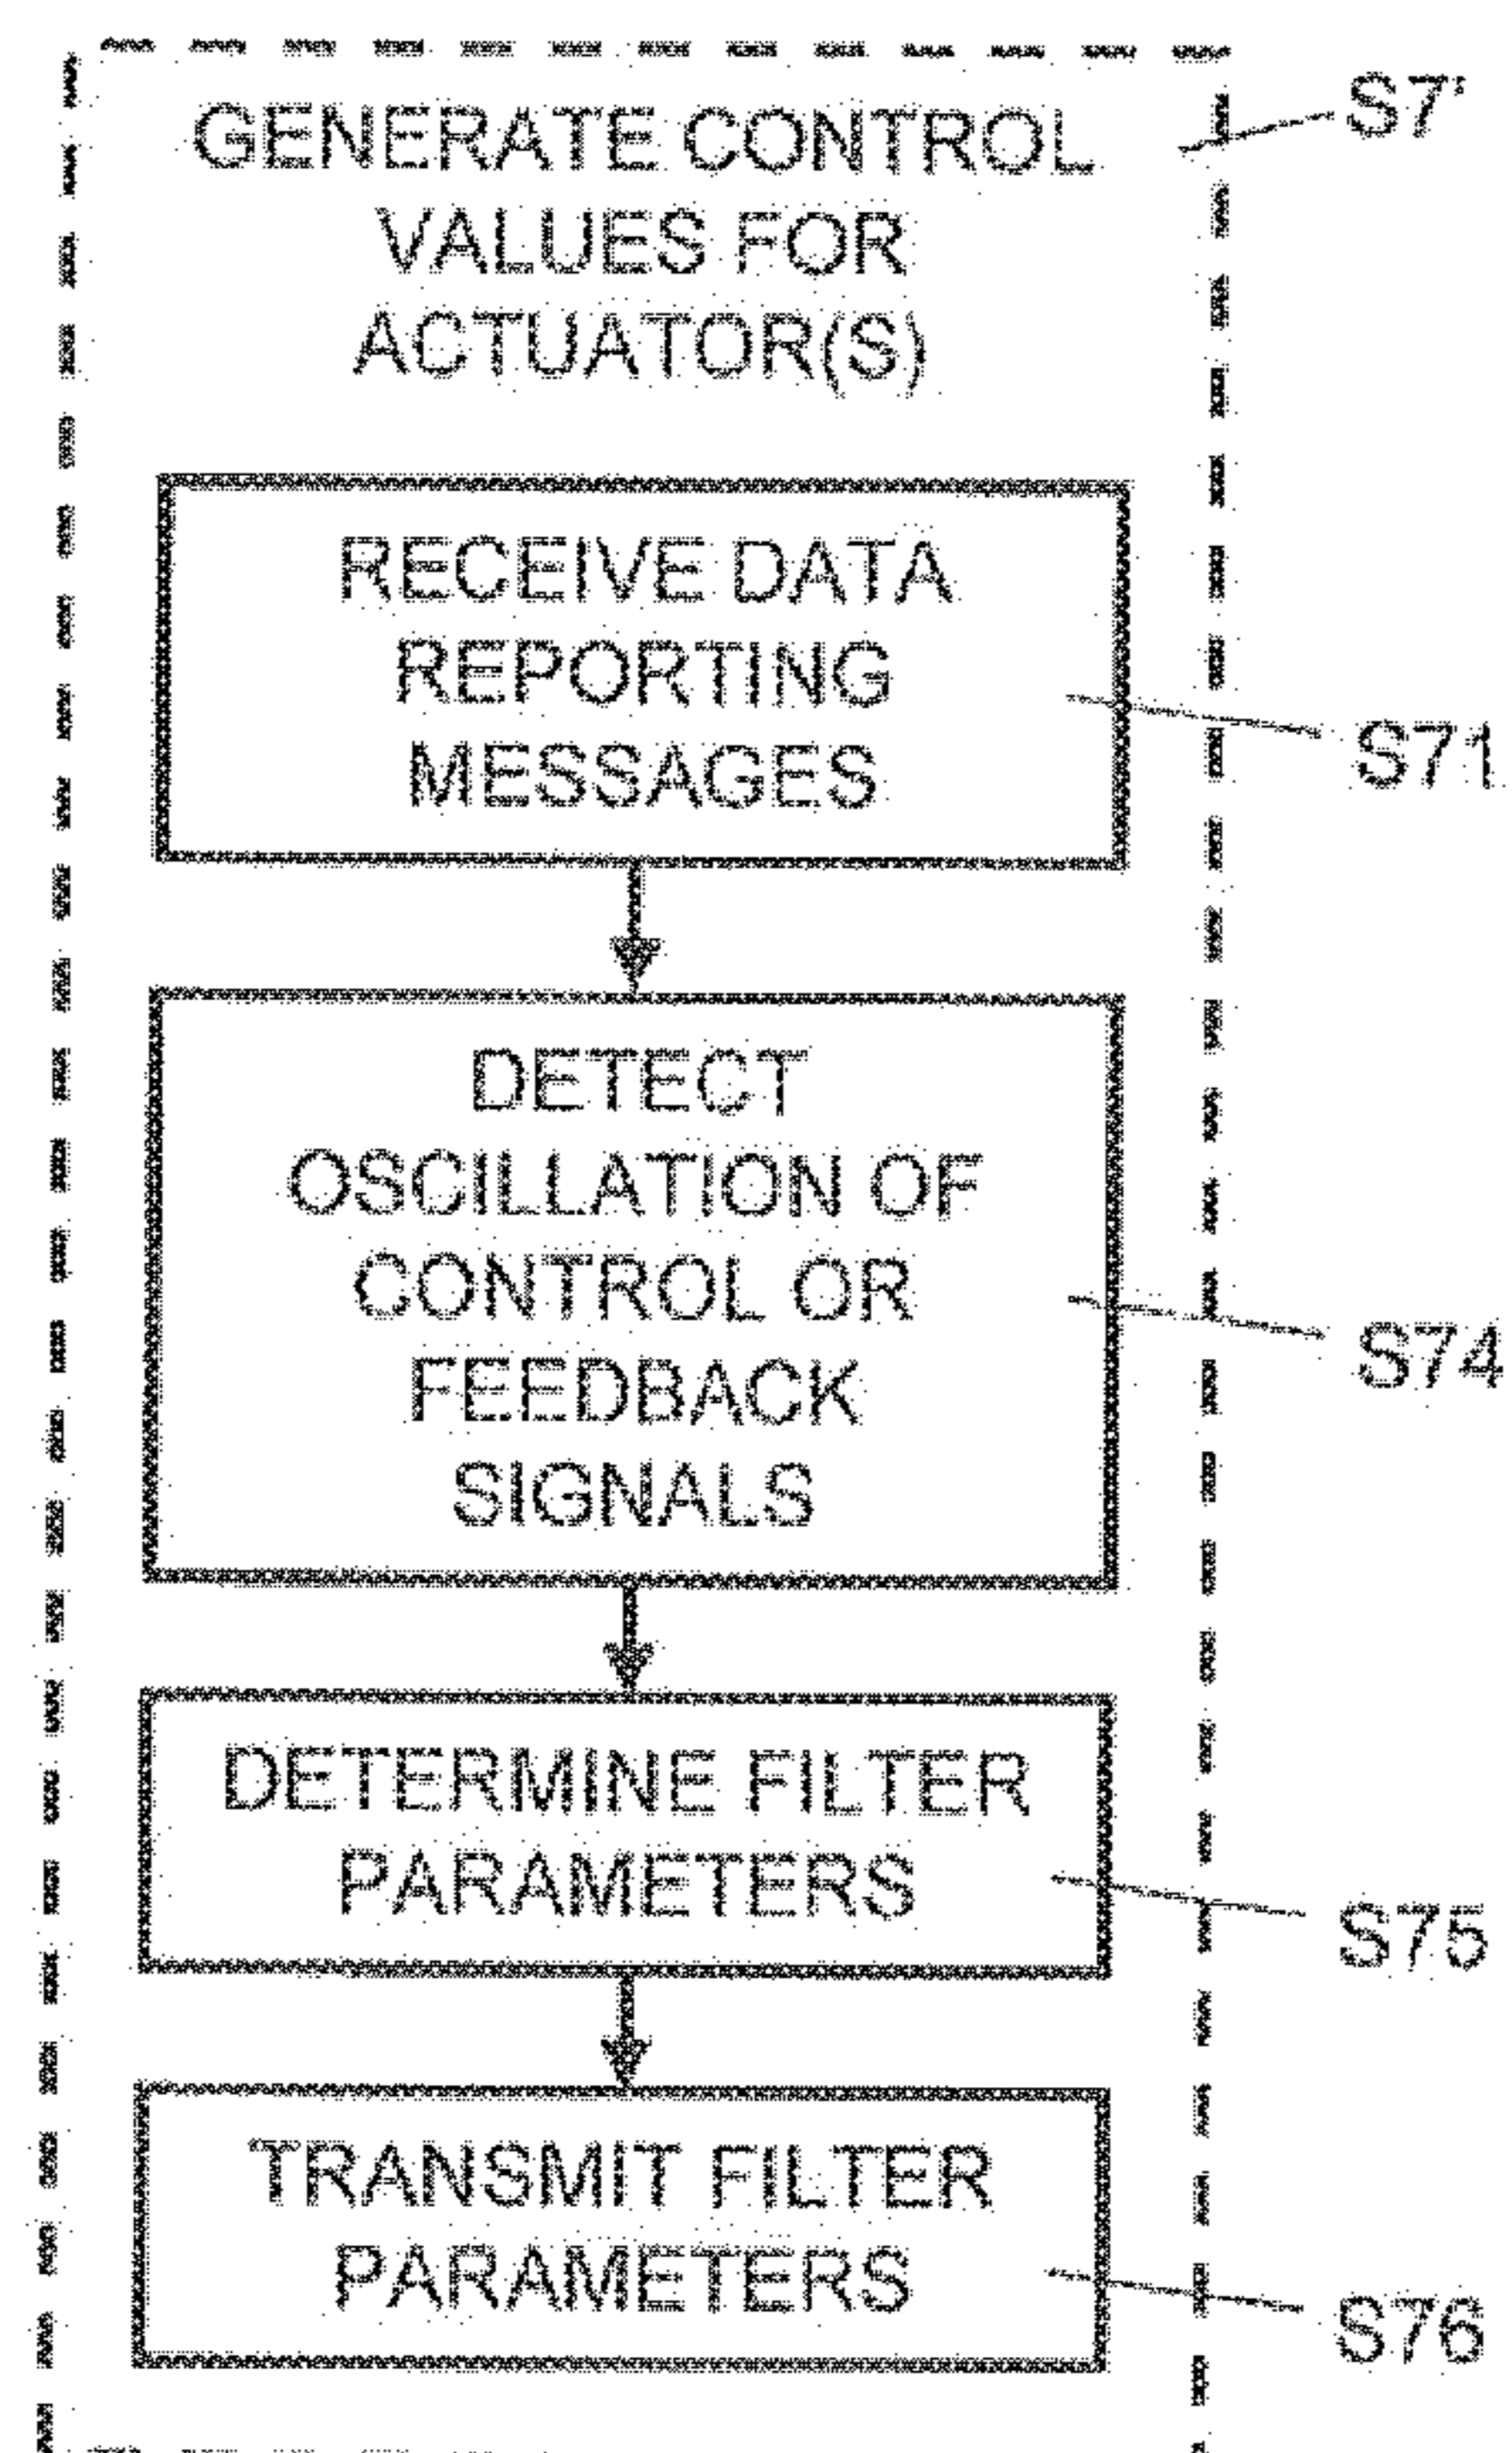 GENERATE CONTROL
VALUES FOR
ACTUATOR(S)
S7'
RECEIVE DATA
REPORTING
MESSAGES
S71
DETECT
OSCILLATION OF
CONTROL OR
FEEDBACK
SIGNALS
S74
DETERMINE FILTER
PARAMETERS
S75
TRANSMIT FILTER
PARAMETERS
S76